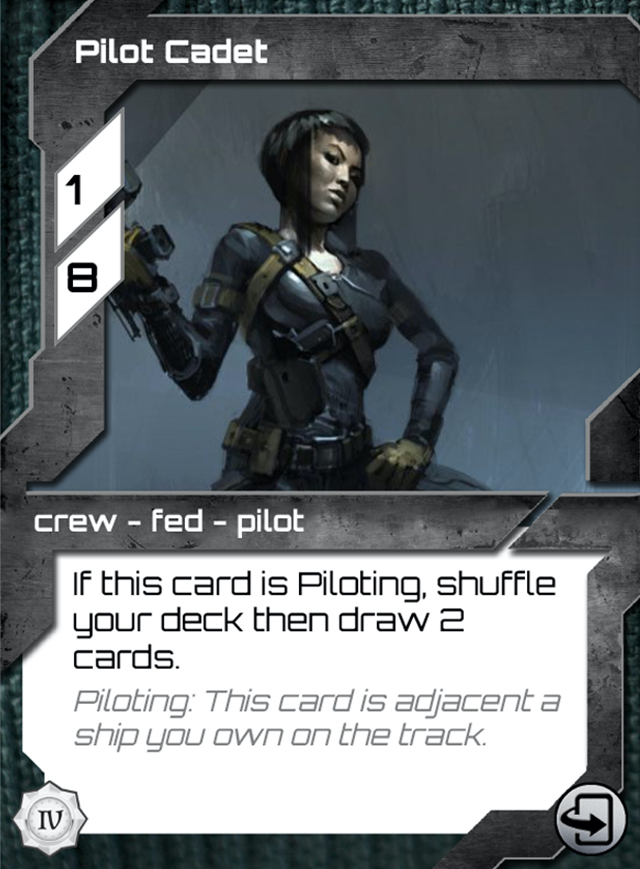 Pilot Cadet
1
8
crew - fed - pilot
If this card is Piloting, shuffle
your deck then draw 2
cards.
Piloting: This card is adjacent a
ship you own on the track.
IV